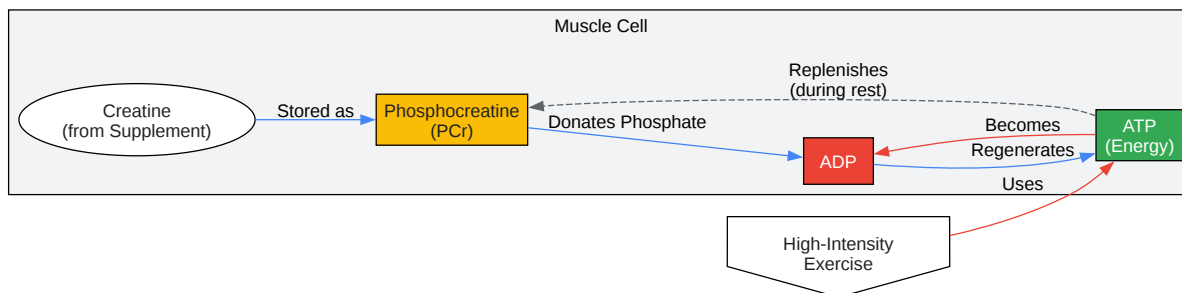 Muscle Cell
Replenishes
(during rest)
Creatine
(from Supplement)
Stored as
Phosphocreatine
(PCr)
Donates Phosphate
Becomes
ATP
(Energy)
ADP
Regenerates
Uses
High-Intensity
Exercise